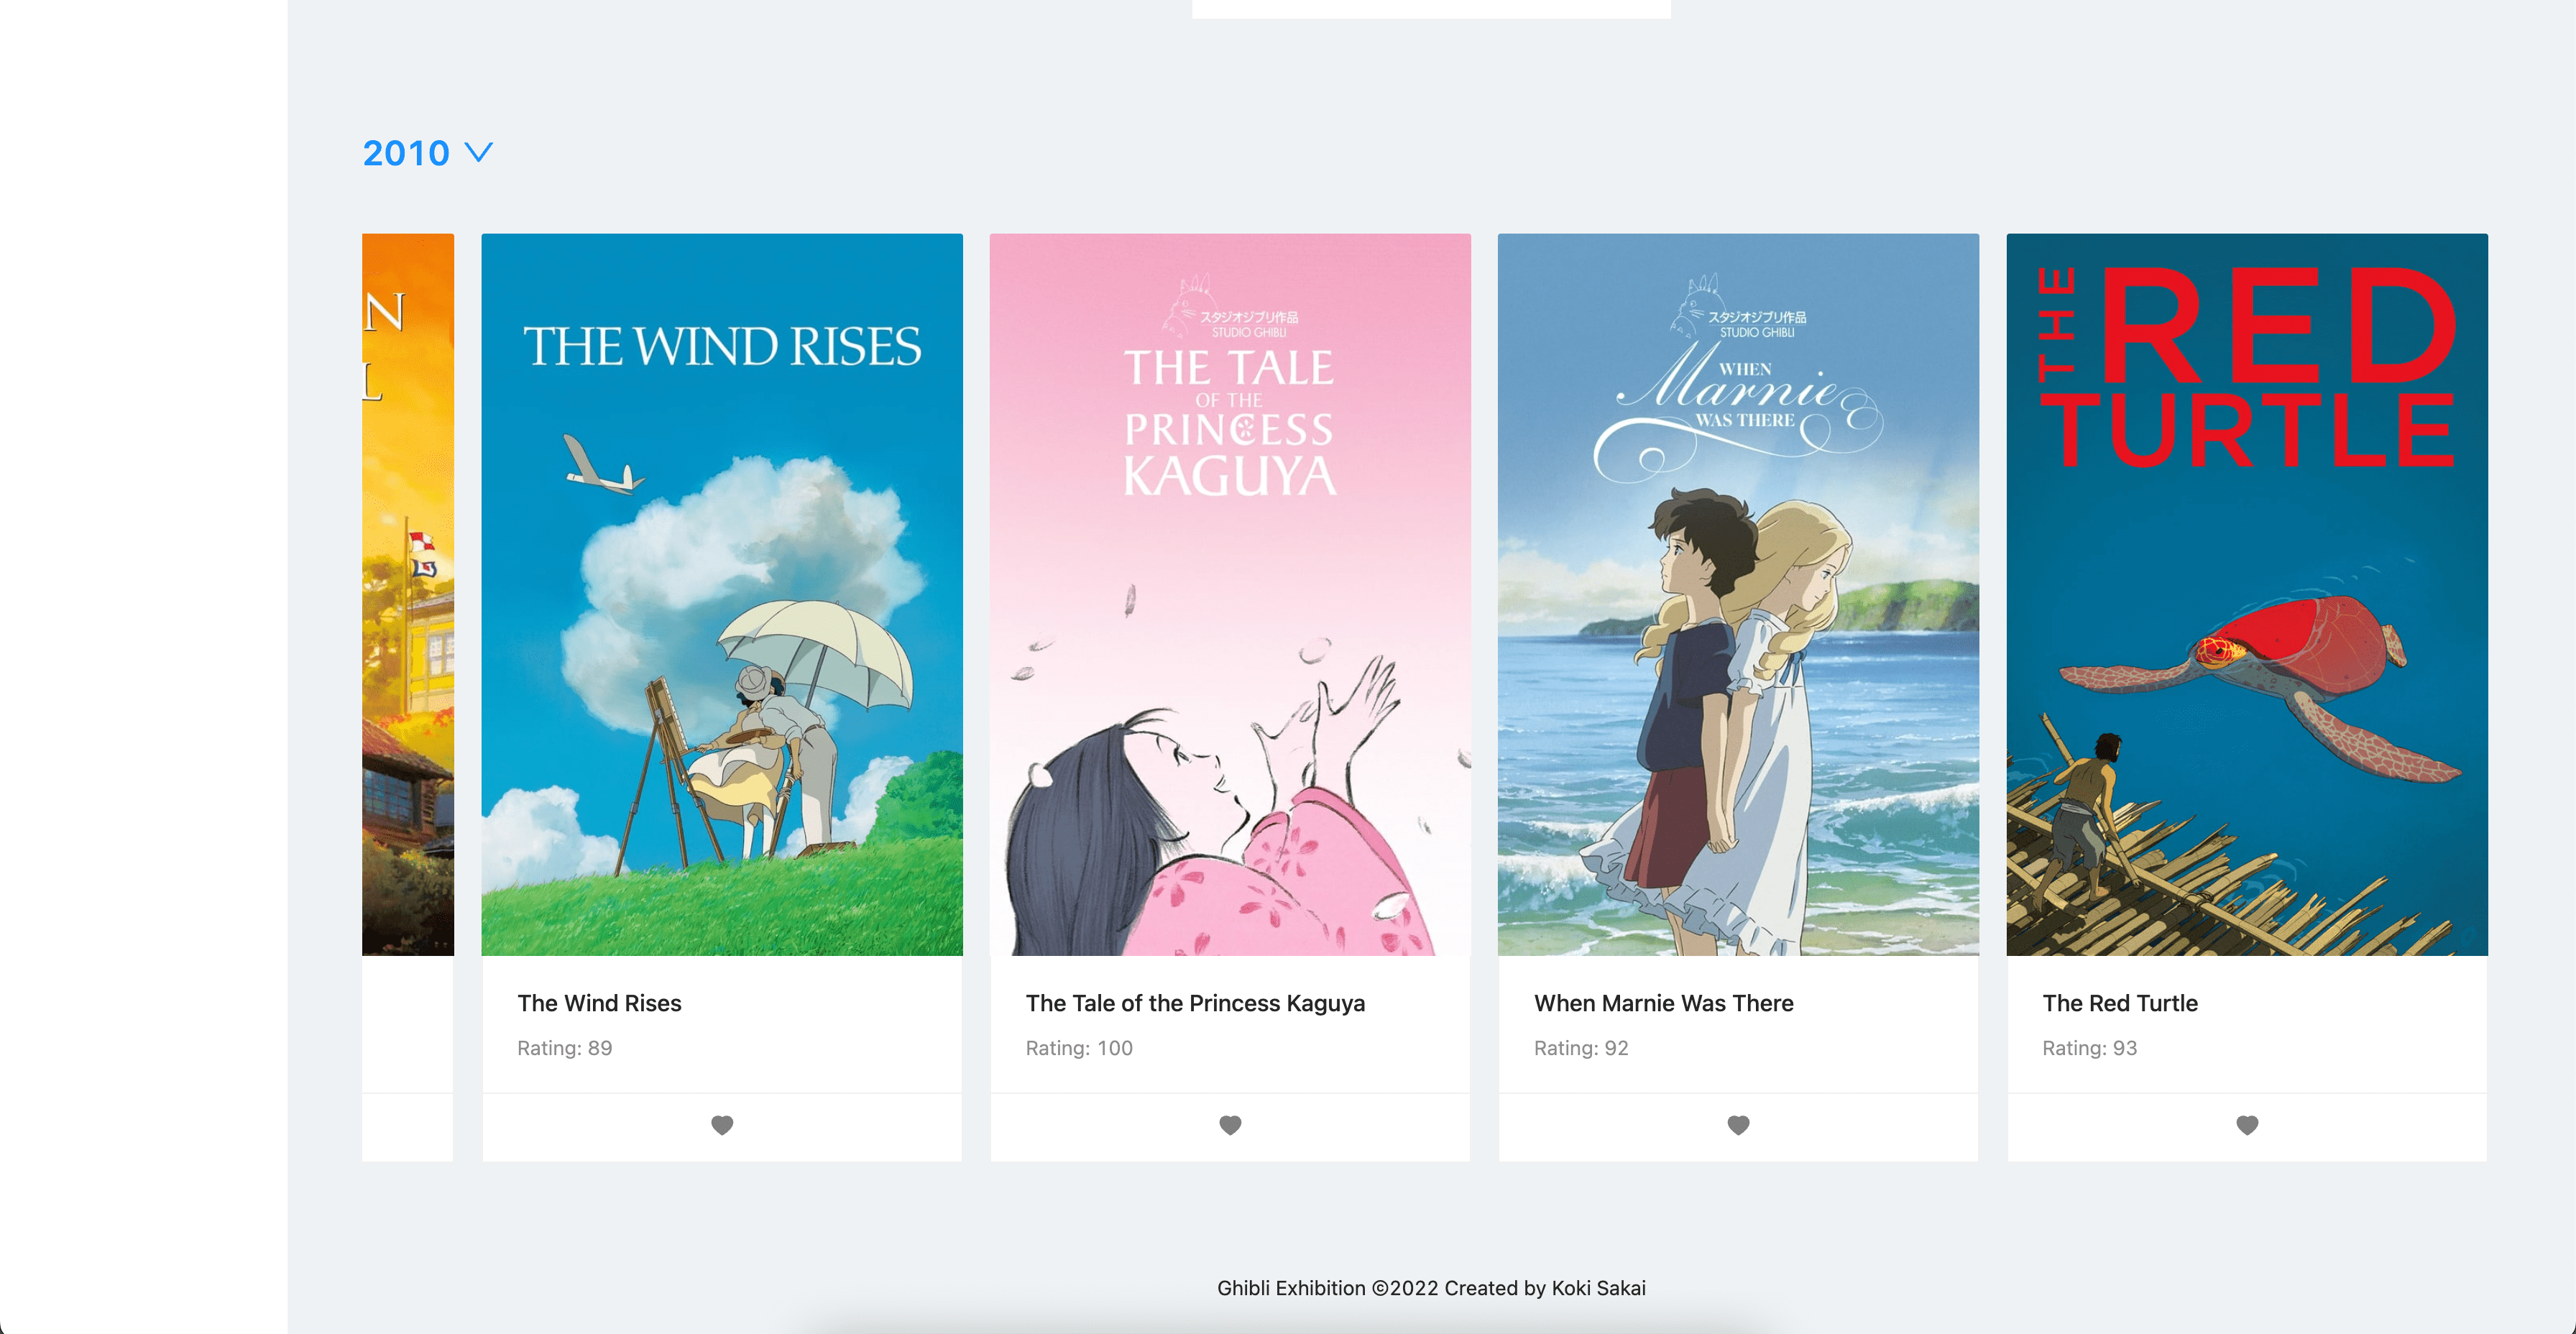 2010
N
L
THE WIND RISES
スタジオジブリ作品
STUDIO GHIBLI
THE TALE
OF THE
PRINCESS
KAGUYA
スタジオジブリ作品
STUDIO GHIBLI
WHEN
Marnie
WAS THERE
THE RED
TURTLE
The Wind Rises
Rating: 89
The Tale of the Princess Kaguya
Rating: 100
When Marnie Was There
Rating: 92
The Red Turtle
Rating: 93
Ghibli Exhibition ©2022 Created by Koki Sakai